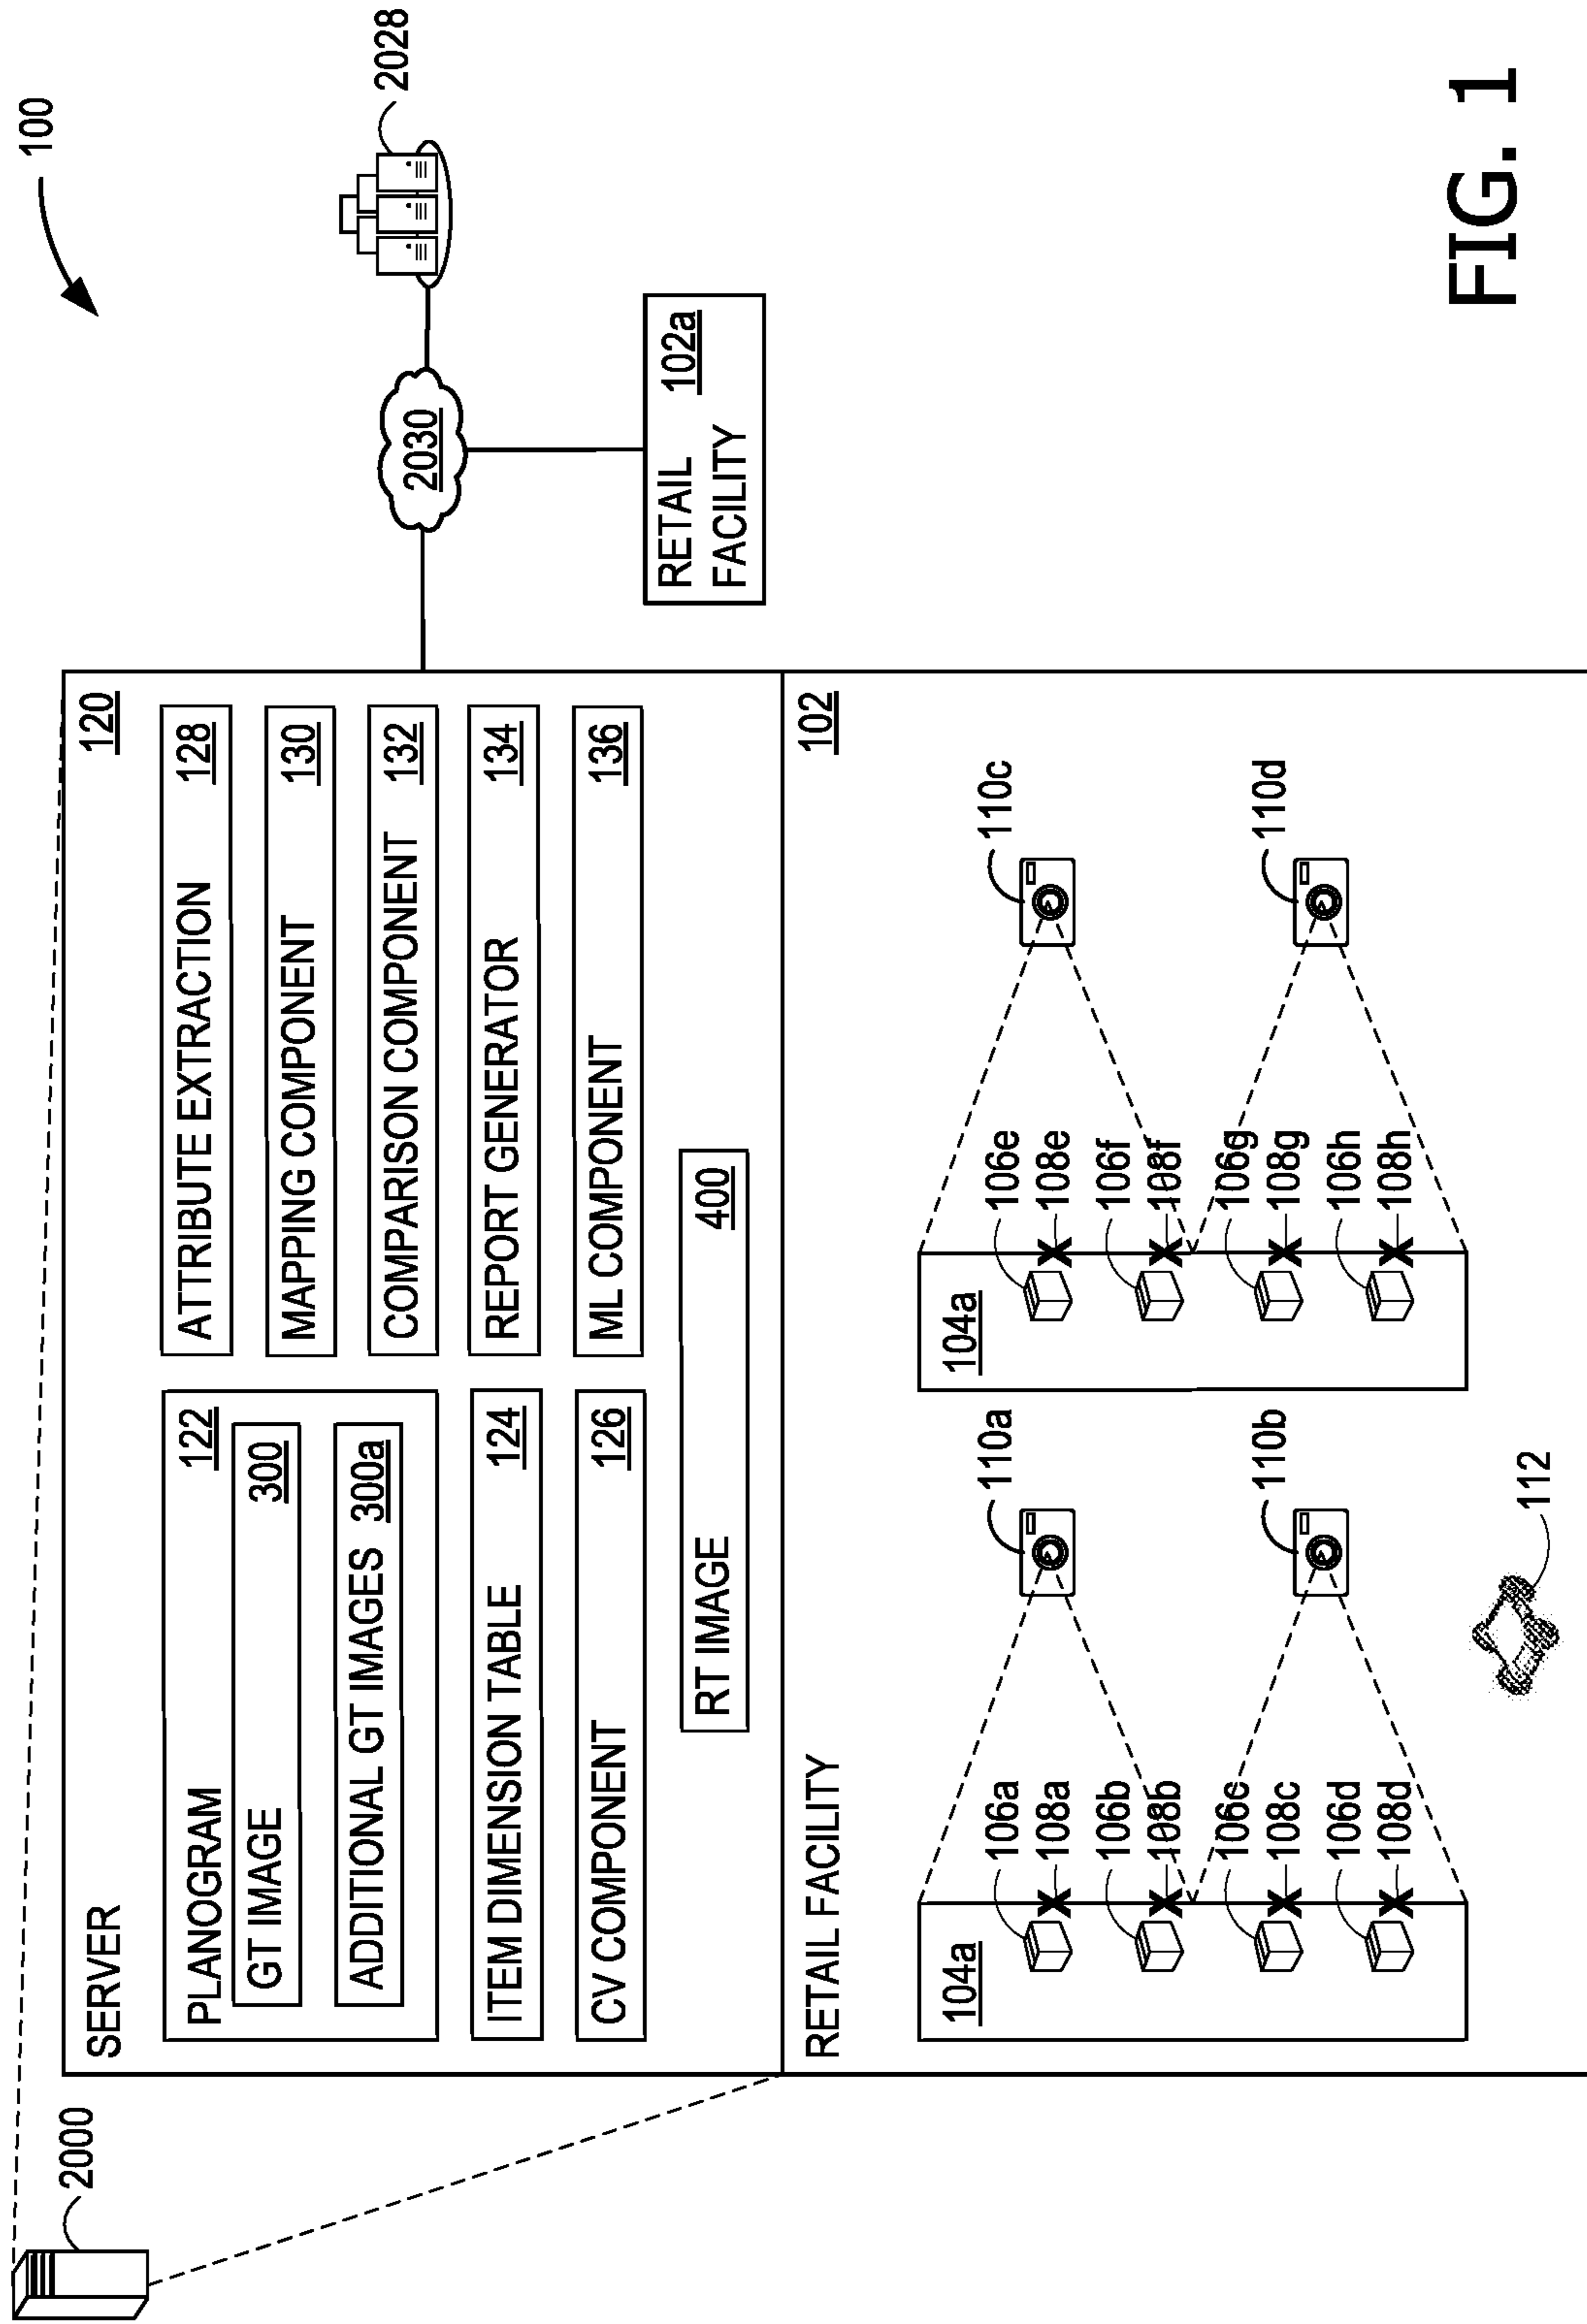 100
2000
SERVER
120
PLANOGRAM 122
GT IMAGE 300
ADDITIONAL GT IMAGES 300a
ITEM DIMENSION TABLE 124
CV COMPONENT 126
ATTRIBUTE EXTRACTION 128
MAPPING COMPONENT 130
COMPARISON COMPONENT 132
REPORT GENERATOR 134
ML COMPONENT 136
RT IMAGE 400
2030
2028
RETAIL 102a
FACILITY
RETAIL FACILITY
102
104a
106a
108a
106b
108b
106c
108c
106d
108d
110a
110b
112
104a
106e
108e
106f
108f
106g
108g
106h
108h
110c
110d
FIG. 1